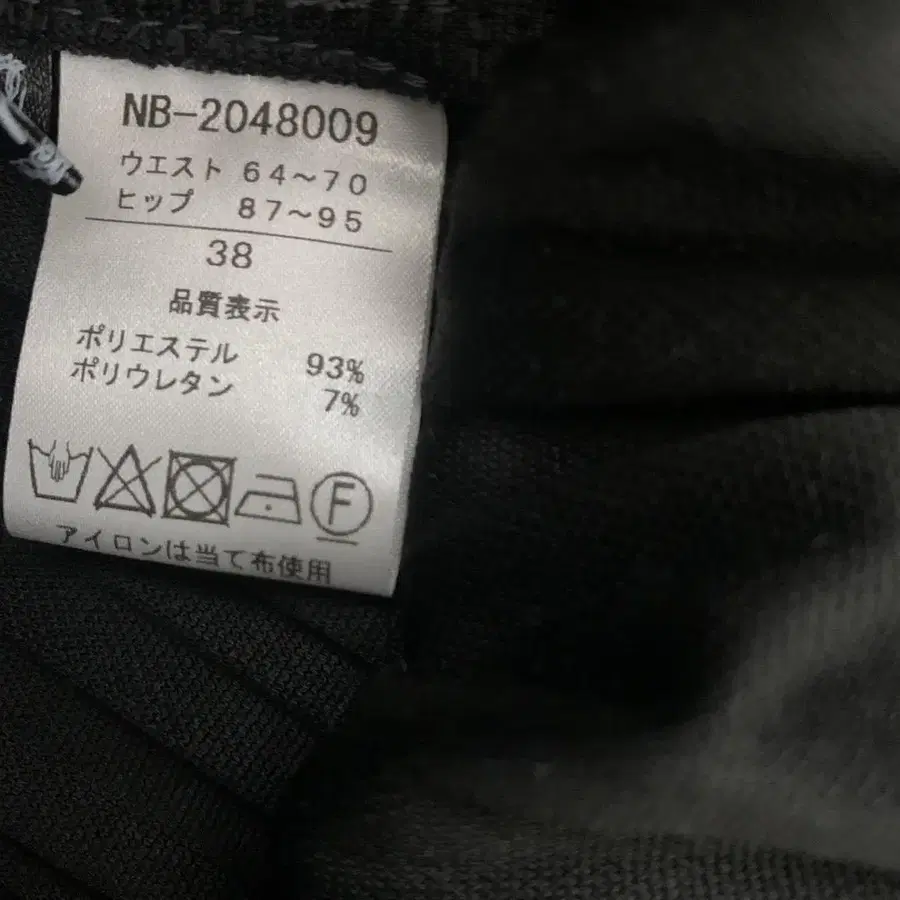 NB-2048009
ウエスト 64～70
ヒップ 87～95
38
品質表示
ポリエステル 93%
ポリウレタン 7%
F
アイロンは当て布使用